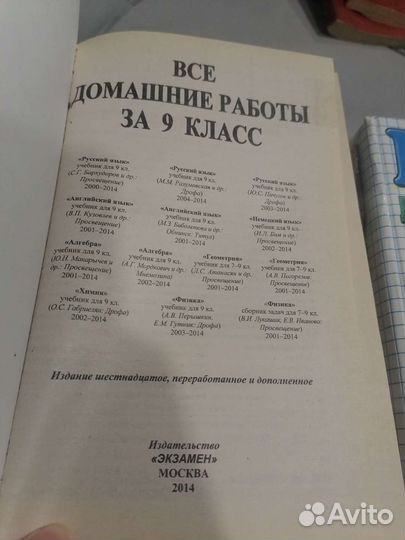 ВСЕ
ДОМАШНИЕ РАБОТЫ
ЗА 9 КЛАСС
«Русский язык»
учебник для 9 кл.
(С.Г. Бархударов и др.:
Просвещение)
2000–2014
«Русский язык»
учебник для 9 кл.
(М.М. Разумовская и др.:
Дрофа)
2004–2014
«Русский язык»
учебник для 9 кл.
(Ю.С. Пичугов и др.:
Дрофа)
2003–2014
«Английский язык»
учебник для 9 кл.
(В.П. Кузовлев и др.:
Просвещение)
2001–2014
«Английский язык»
учебник для 9 кл.
(М.З. Биболетова и др.:
Обнинск: Титул)
2001–2014
«Немецкий язык»
учебник для 9 кл.
(И.Л. Бим и др.:
Просвещение)
2002–2014
«Алгебра»
учебник для 9 кл.
(Ю.Н. Макарычев и
др.: Просвещение)
2001–2014
«Алгебра»
учебник для 9 кл.
(А.Г. Мордкович и др.:
Мнемозина)
2002–2014
«Геометрия»
учебник для 7–9 кл.
(Л.С. Атанасян и др.:
Просвещение)
2001–2014
«Геометрия»
учебник для 7–9 кл.
(А.В. Погорелов:
Просвещение)
2001–2014
«Химия»
учебник для 9 кл.
(О.С. Габриелян: Дрофа)
2002–2014
«Физика»
учебник для 9 кл.
(А.В. Перышкин,
Е.М. Гутник: Дрофа)
2003–2014
«Физика»
сборник задач для 7–9 кл.
(В.И. Лукашик, Е.В. Иванова:
Просвещение)
2001–2014
Издание шестнадцатое, переработанное и дополненное
Издательство
«ЭКЗАМЕН»
МОСКВА
2014
Avito